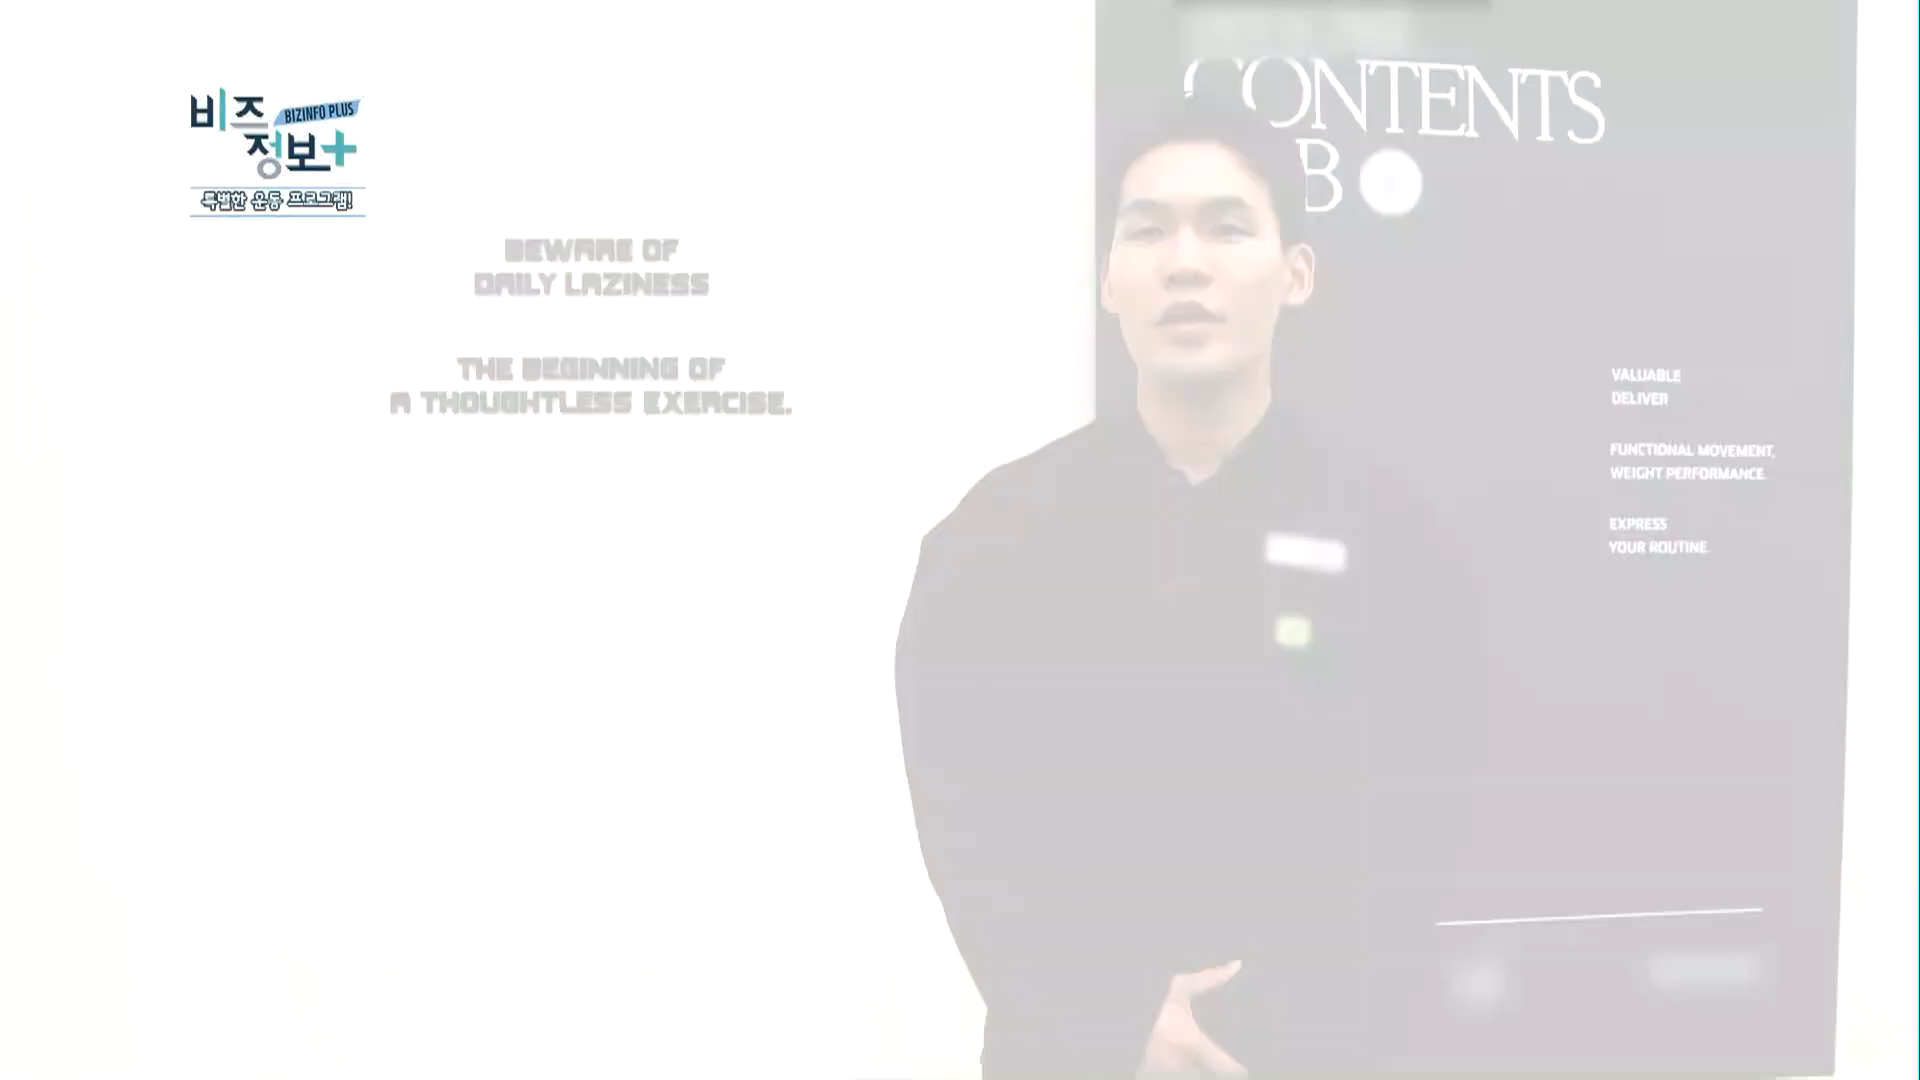 비즈
BIZINFO PLUS
정보+
특별한 운동 프로그램!
BEWARE OF
DAILY LAZINESS
THE BEGINNING OF
A THOUGHTLESS EXERCISE.
CONTENTS
B
VALUABLE
DELIVER
FUNCTIONAL MOVEMENT,
WEIGHT PERFORMANCE.
EXPRESS
YOUR ROUTINE.